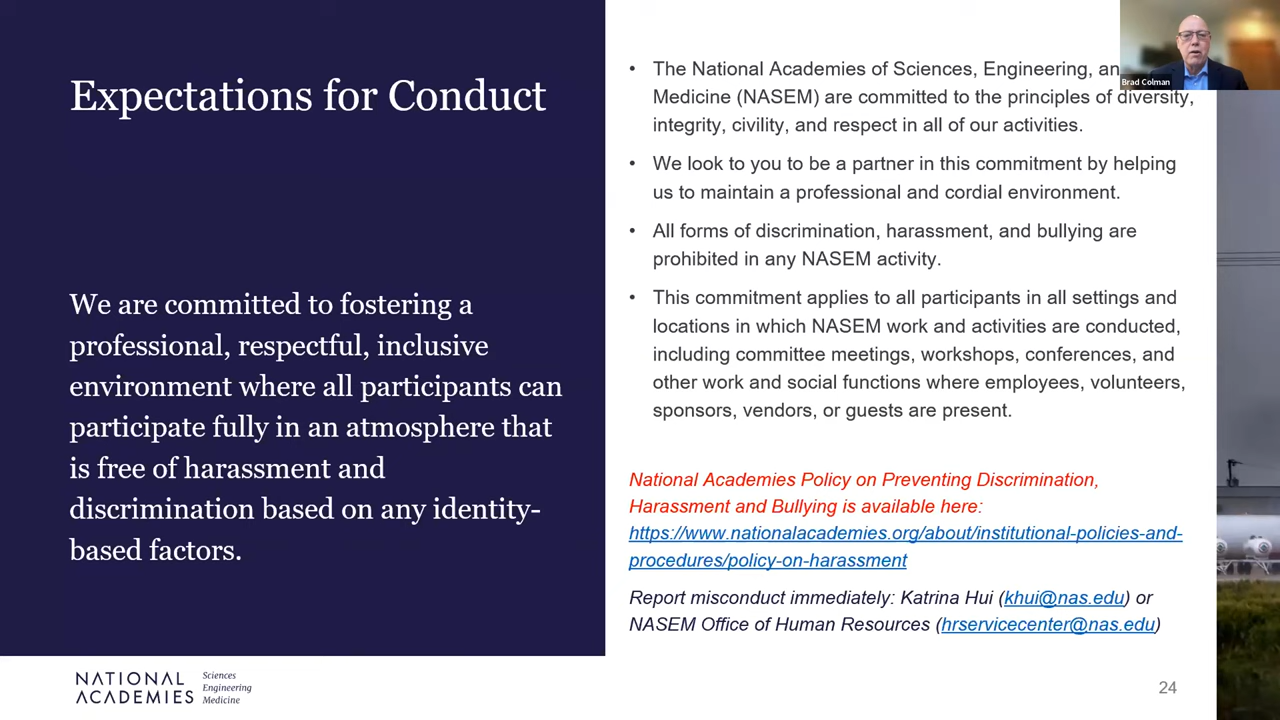 Expectations for Conduct
We are committed to fostering a
professional, respectful, inclusive
environment where all participants can
participate fully in an atmosphere that
is free of harassment and
discrimination based on any identity-
based factors.
• The National Academies of Sciences, Engineering, an
Medicine (NASEM) are committed to the principles of diversity,
integrity, civility, and respect in all of our activities.
• We look to you to be a partner in this commitment by helping
us to maintain a professional and cordial environment.
• All forms of discrimination, harassment, and bullying are
prohibited in any NASEM activity.
• This commitment applies to all participants in all settings and
locations in which NASEM work and activities are conducted,
including committee meetings, workshops, conferences, and
other work and social functions where employees, volunteers,
sponsors, vendors, or guests are present.
National Academies Policy on Preventing Discrimination,
Harassment and Bullying is available here:
https://www.nationalacademies.org/about/institutional-policies-and-
procedures/policy-on-harassment
Report misconduct immediately: Katrina Hui (khui@nas.edu) or
NASEM Office of Human Resources (hrservicecenter@nas.edu)
Brad Colman
NATIONAL
ACADEMIES
Sciences
Engineering
Medicine
24